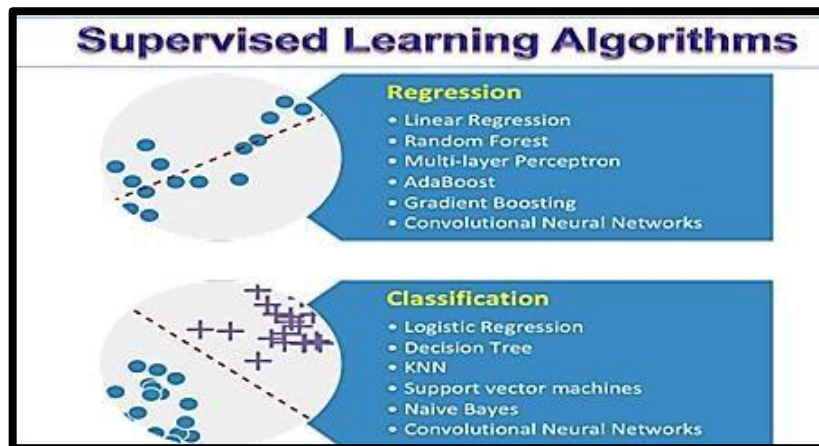 Supervised Learning Algorithms
Regression
• Linear Regression
• Random Forest
• Multi-layer Perceptron
• AdaBoost
• Gradient Boosting
• Convolutional Neural Networks
Classification
• Logistic Regression
• Decision Tree
• KNN
• Support vector machines
• Naive Bayes
• Convolutional Neural Networks